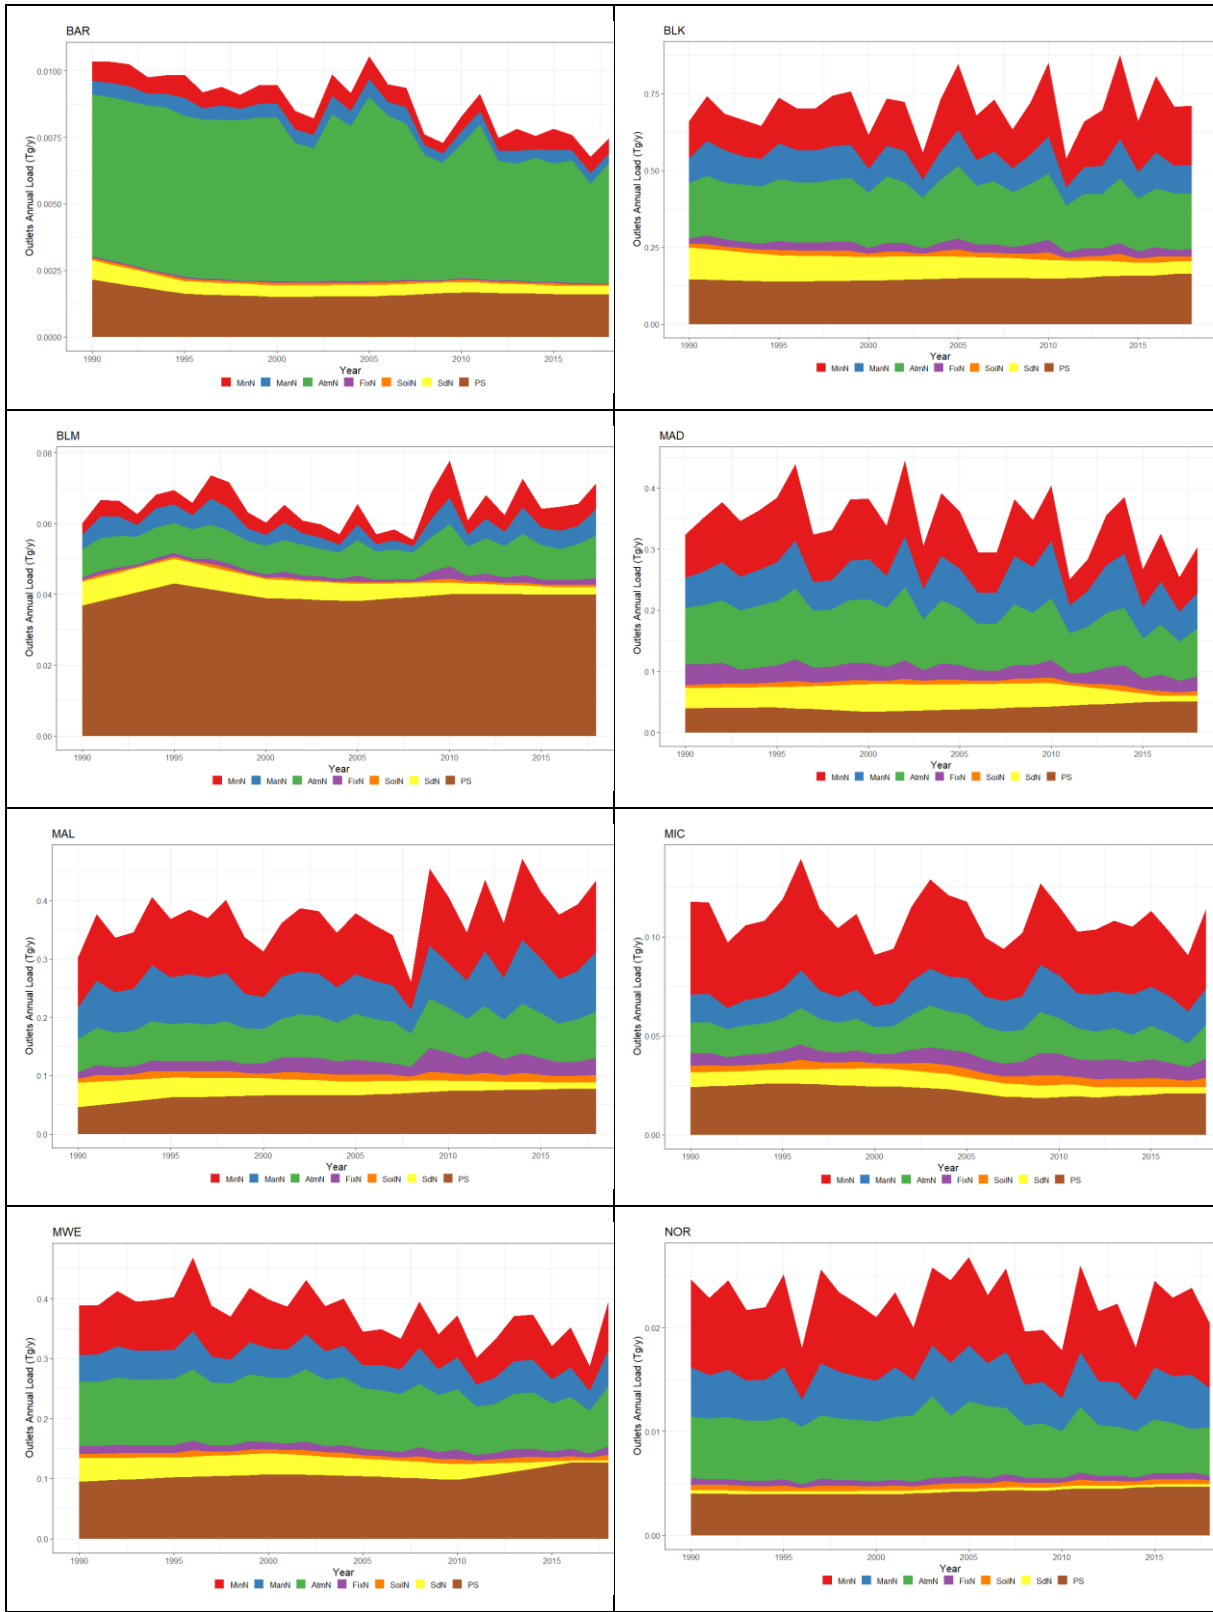 BAR
Outlets Annual Load (Tg/y)
0.0100
0.0075
0.0050
0.0025
0.0000
1990 1995 2000 2005 2010 2015
Year
MinN ManN AtmN FixN SoilN SdN PS
BLK
Outlets Annual Load (Tg/y)
0.75
0.50
0.25
0.00
1990 1995 2000 2005 2010 2015
Year
MinN ManN AtmN FixN SoilN SdN PS
BLM
Outlets Annual Load (Tg/y)
0.08
0.06
0.04
0.02
0.00
1990 1995 2000 2005 2010 2015
Year
MinN ManN AtmN FixN SoilN SdN PS
MAD
Outlets Annual Load (Tg/y)
0.4
0.3
0.2
0.1
0.0
1990 1995 2000 2005 2010 2015
Year
MinN ManN AtmN FixN SoilN SdN PS
MAL
Outlets Annual Load (Tg/y)
0.4
0.3
0.2
0.1
0.0
1990 1995 2000 2005 2010 2015
Year
MinN ManN AtmN FixN SoilN SdN PS
MIC
Outlets Annual Load (Tg/y)
0.10
0.05
0.00
1990 1995 2000 2005 2010 2015
Year
MinN ManN AtmN FixN SoilN SdN PS
MWE
Outlets Annual Load (Tg/y)
0.4
0.3
0.2
0.1
0.0
1990 1995 2000 2005 2010 2015
Year
MinN ManN AtmN FixN SoilN SdN PS
NOR
Outlets Annual Load (Tg/y)
0.02
0.01
0.00
1990 1995 2000 2005 2010 2015
Year
MinN ManN AtmN FixN SoilN SdN PS